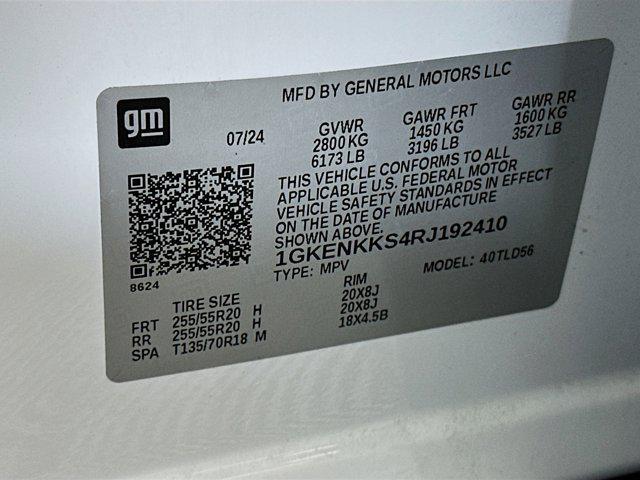 MFD BY GENERAL MOTORS LLC
gm
07/24
GVWR GAWR FRT GAWR RR
2800 KG 1450 KG 1600 KG
6173 LB 3196 LB 3527 LB
THIS VEHICLE CONFORMS TO ALL
APPLICABLE U.S. FEDERAL MOTOR
VEHICLE SAFETY STANDARDS IN EFFECT
ON THE DATE OF MANUFACTURE
SHOWN ABOVE.
1GKENKKS4RJ192410
TYPE: MPV MODEL: 40TLD56
8624
TIRE SIZE RIM
FRT 255/55R20 H 20X8J
RR 255/55R20 H 20X8J
SPA T135/70R18 M 18X4.5B